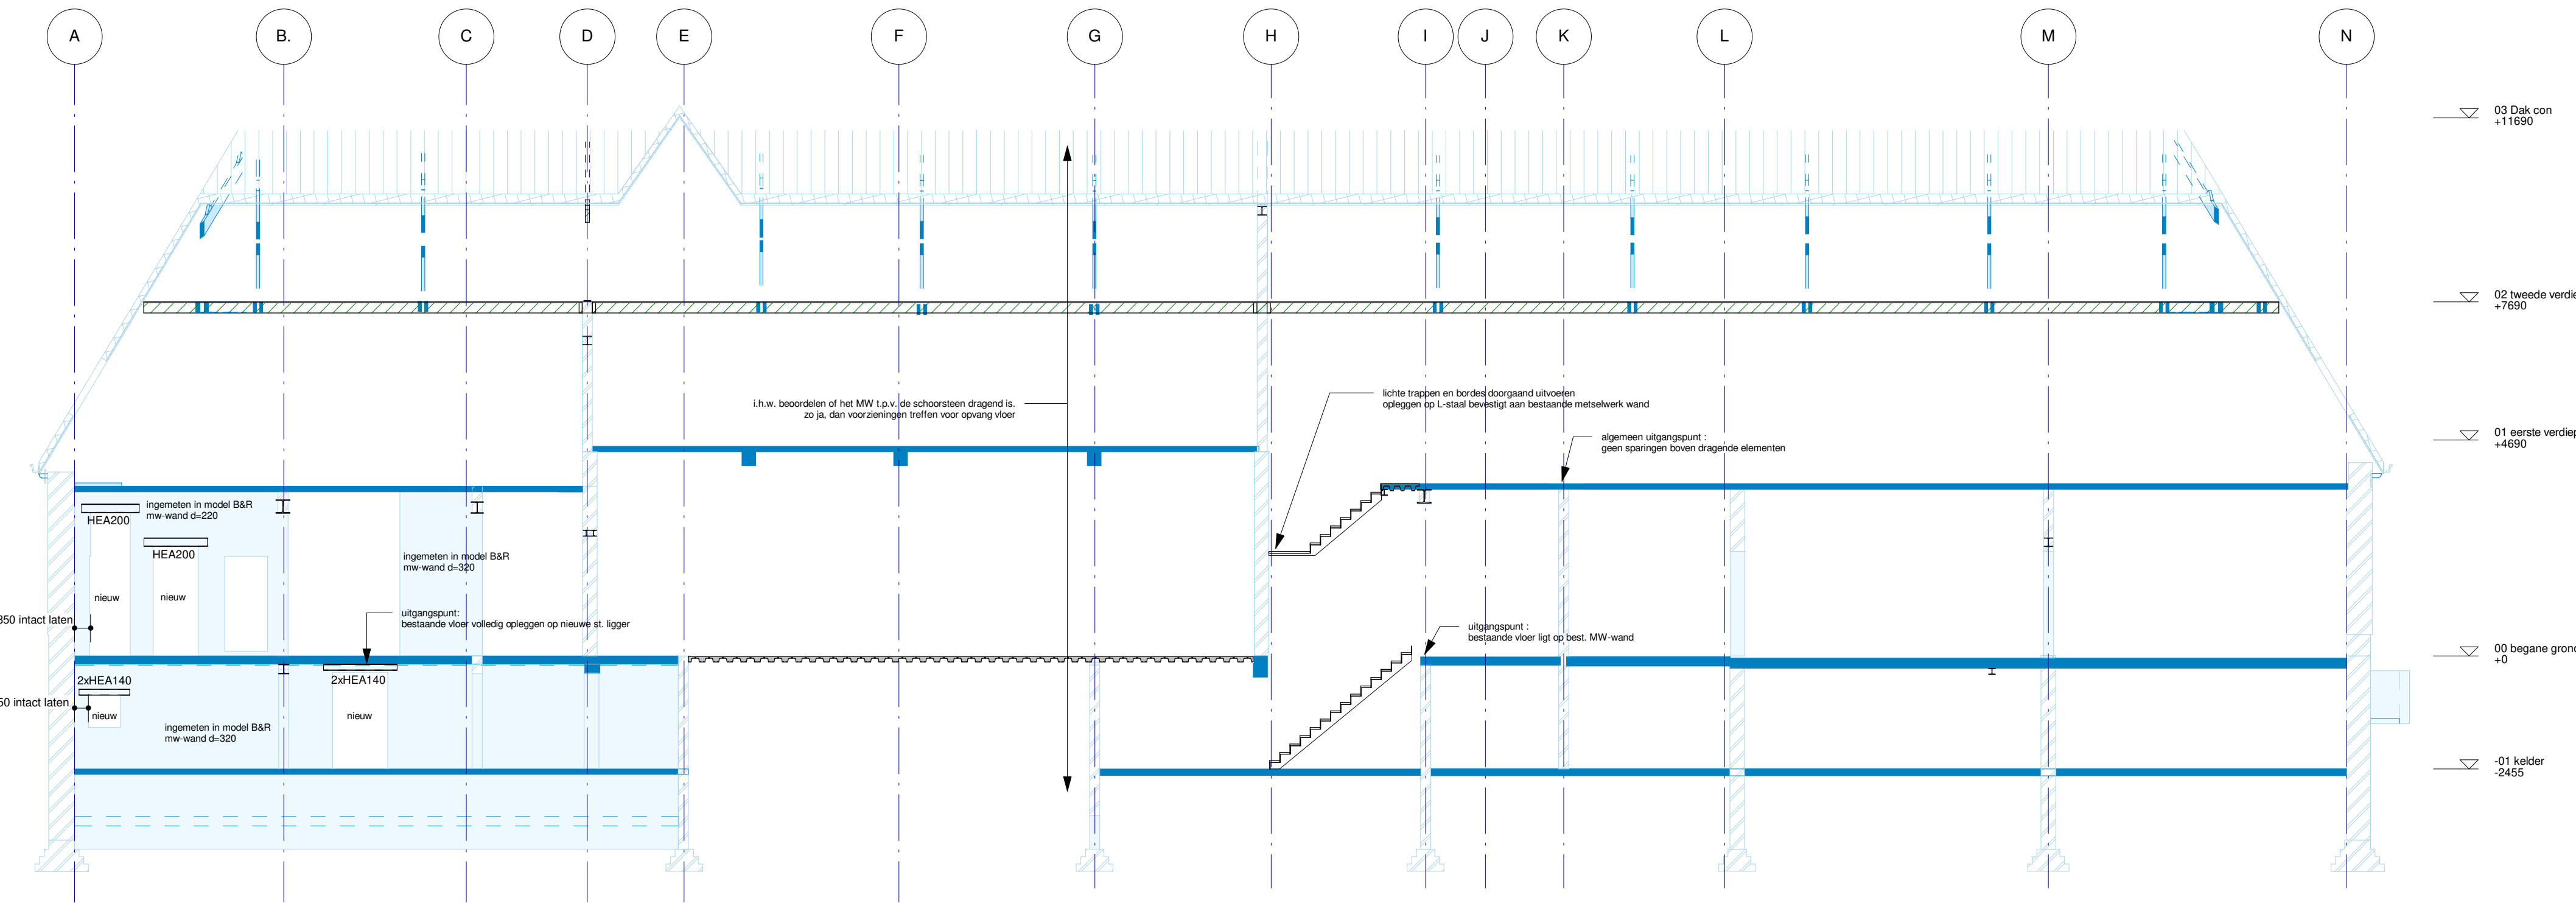 A B. C D E F G H I J K L M N
03 Dak con
+11690
02 tweede verdie
+7690
i.h.w. beoordelen of het MW t.p.v. de schoorsteen dragend is.
zo ja, dan voorzieningen treffen voor opvang vloer
lichte trappen en bordes doorgaand uitvoeren
opleggen op L-staal bevestigt aan bestaande metselwerk wand
algemeen uitgangspunt :
geen sparingen boven dragende elementen
01 eerste verdiep
+4690
ingemeten in model B&R
mw-wand d=220
HEA200
HEA200
ingemeten in model B&R
mw-wand d=320
nieuw
nieuw
350 intact laten
uitgangspunt:
bestaande vloer volledig opleggen op nieuwe st. ligger
uitgangspunt :
bestaande vloer ligt op best. MW-wand
00 begane grond
+0
2xHEA140
2xHEA140
50 intact laten
nieuw
nieuw
ingemeten in model B&R
mw-wand d=320
-01 kelder
-2455